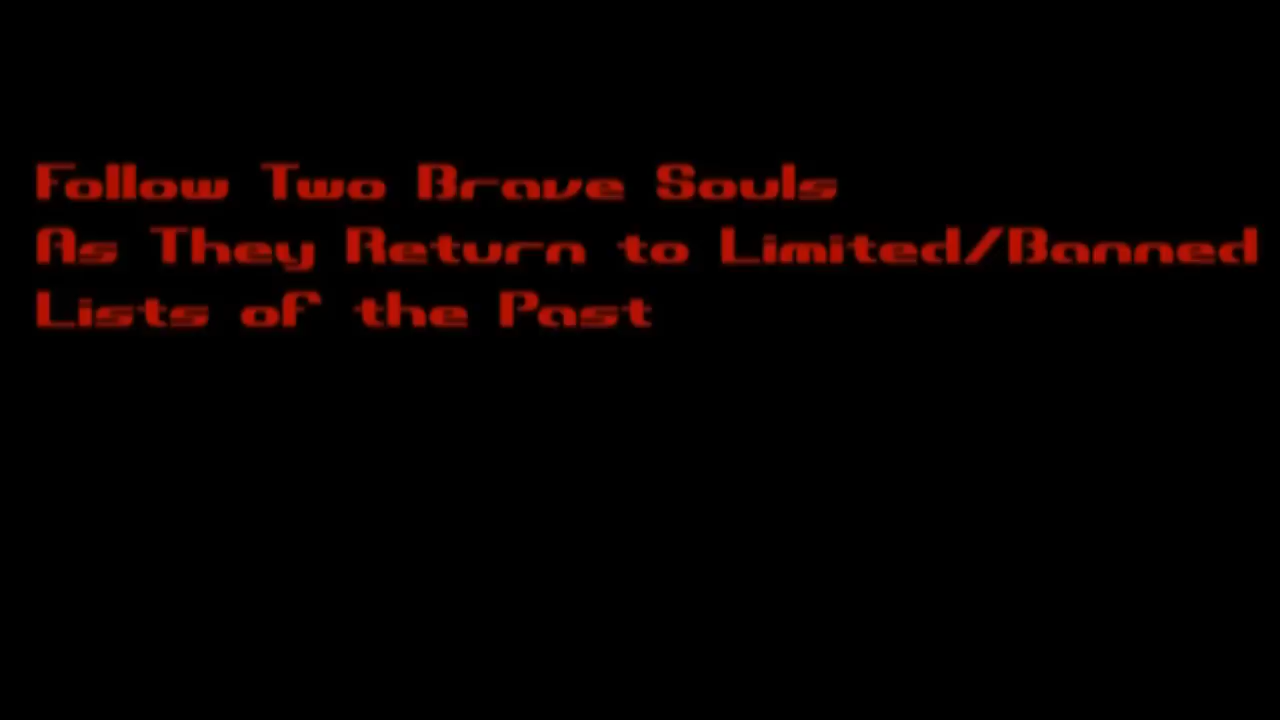 Follow Two Brave Souls
As They Return to Limited/Banned
Lists of the Past